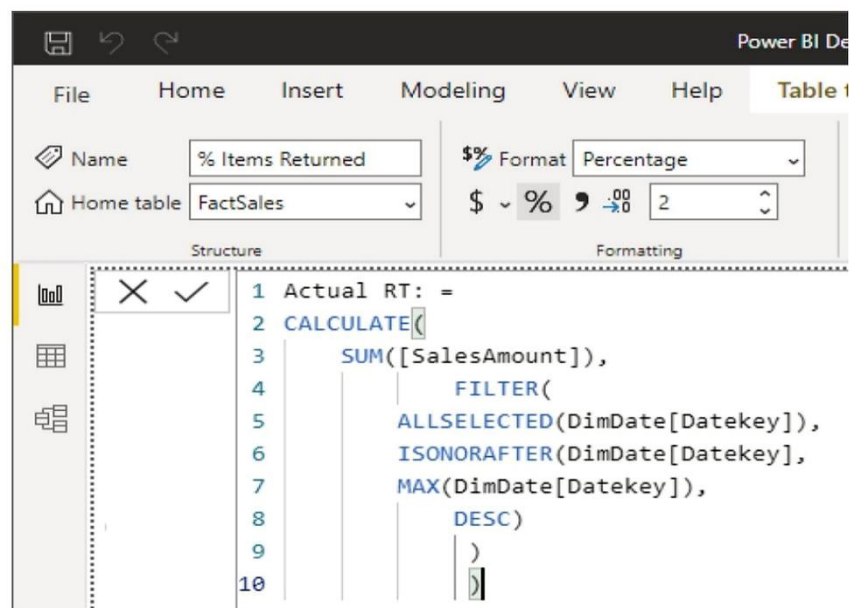 Power BI De
File Home Insert Modeling View Help Table t
Name % Items Returned $% Format Percentage
Home table FactSales $ % , .00 →0 2
Structure Formatting
1 Actual RT: =
2 CALCULATE(
3 SUM([SalesAmount]),
4 FILTER(
5 ALLSELECTED(DimDate[Datekey]),
6 ISONORAFTER(DimDate[Datekey],
7 MAX(DimDate[Datekey]),
8 DESC)
9 )
10 )